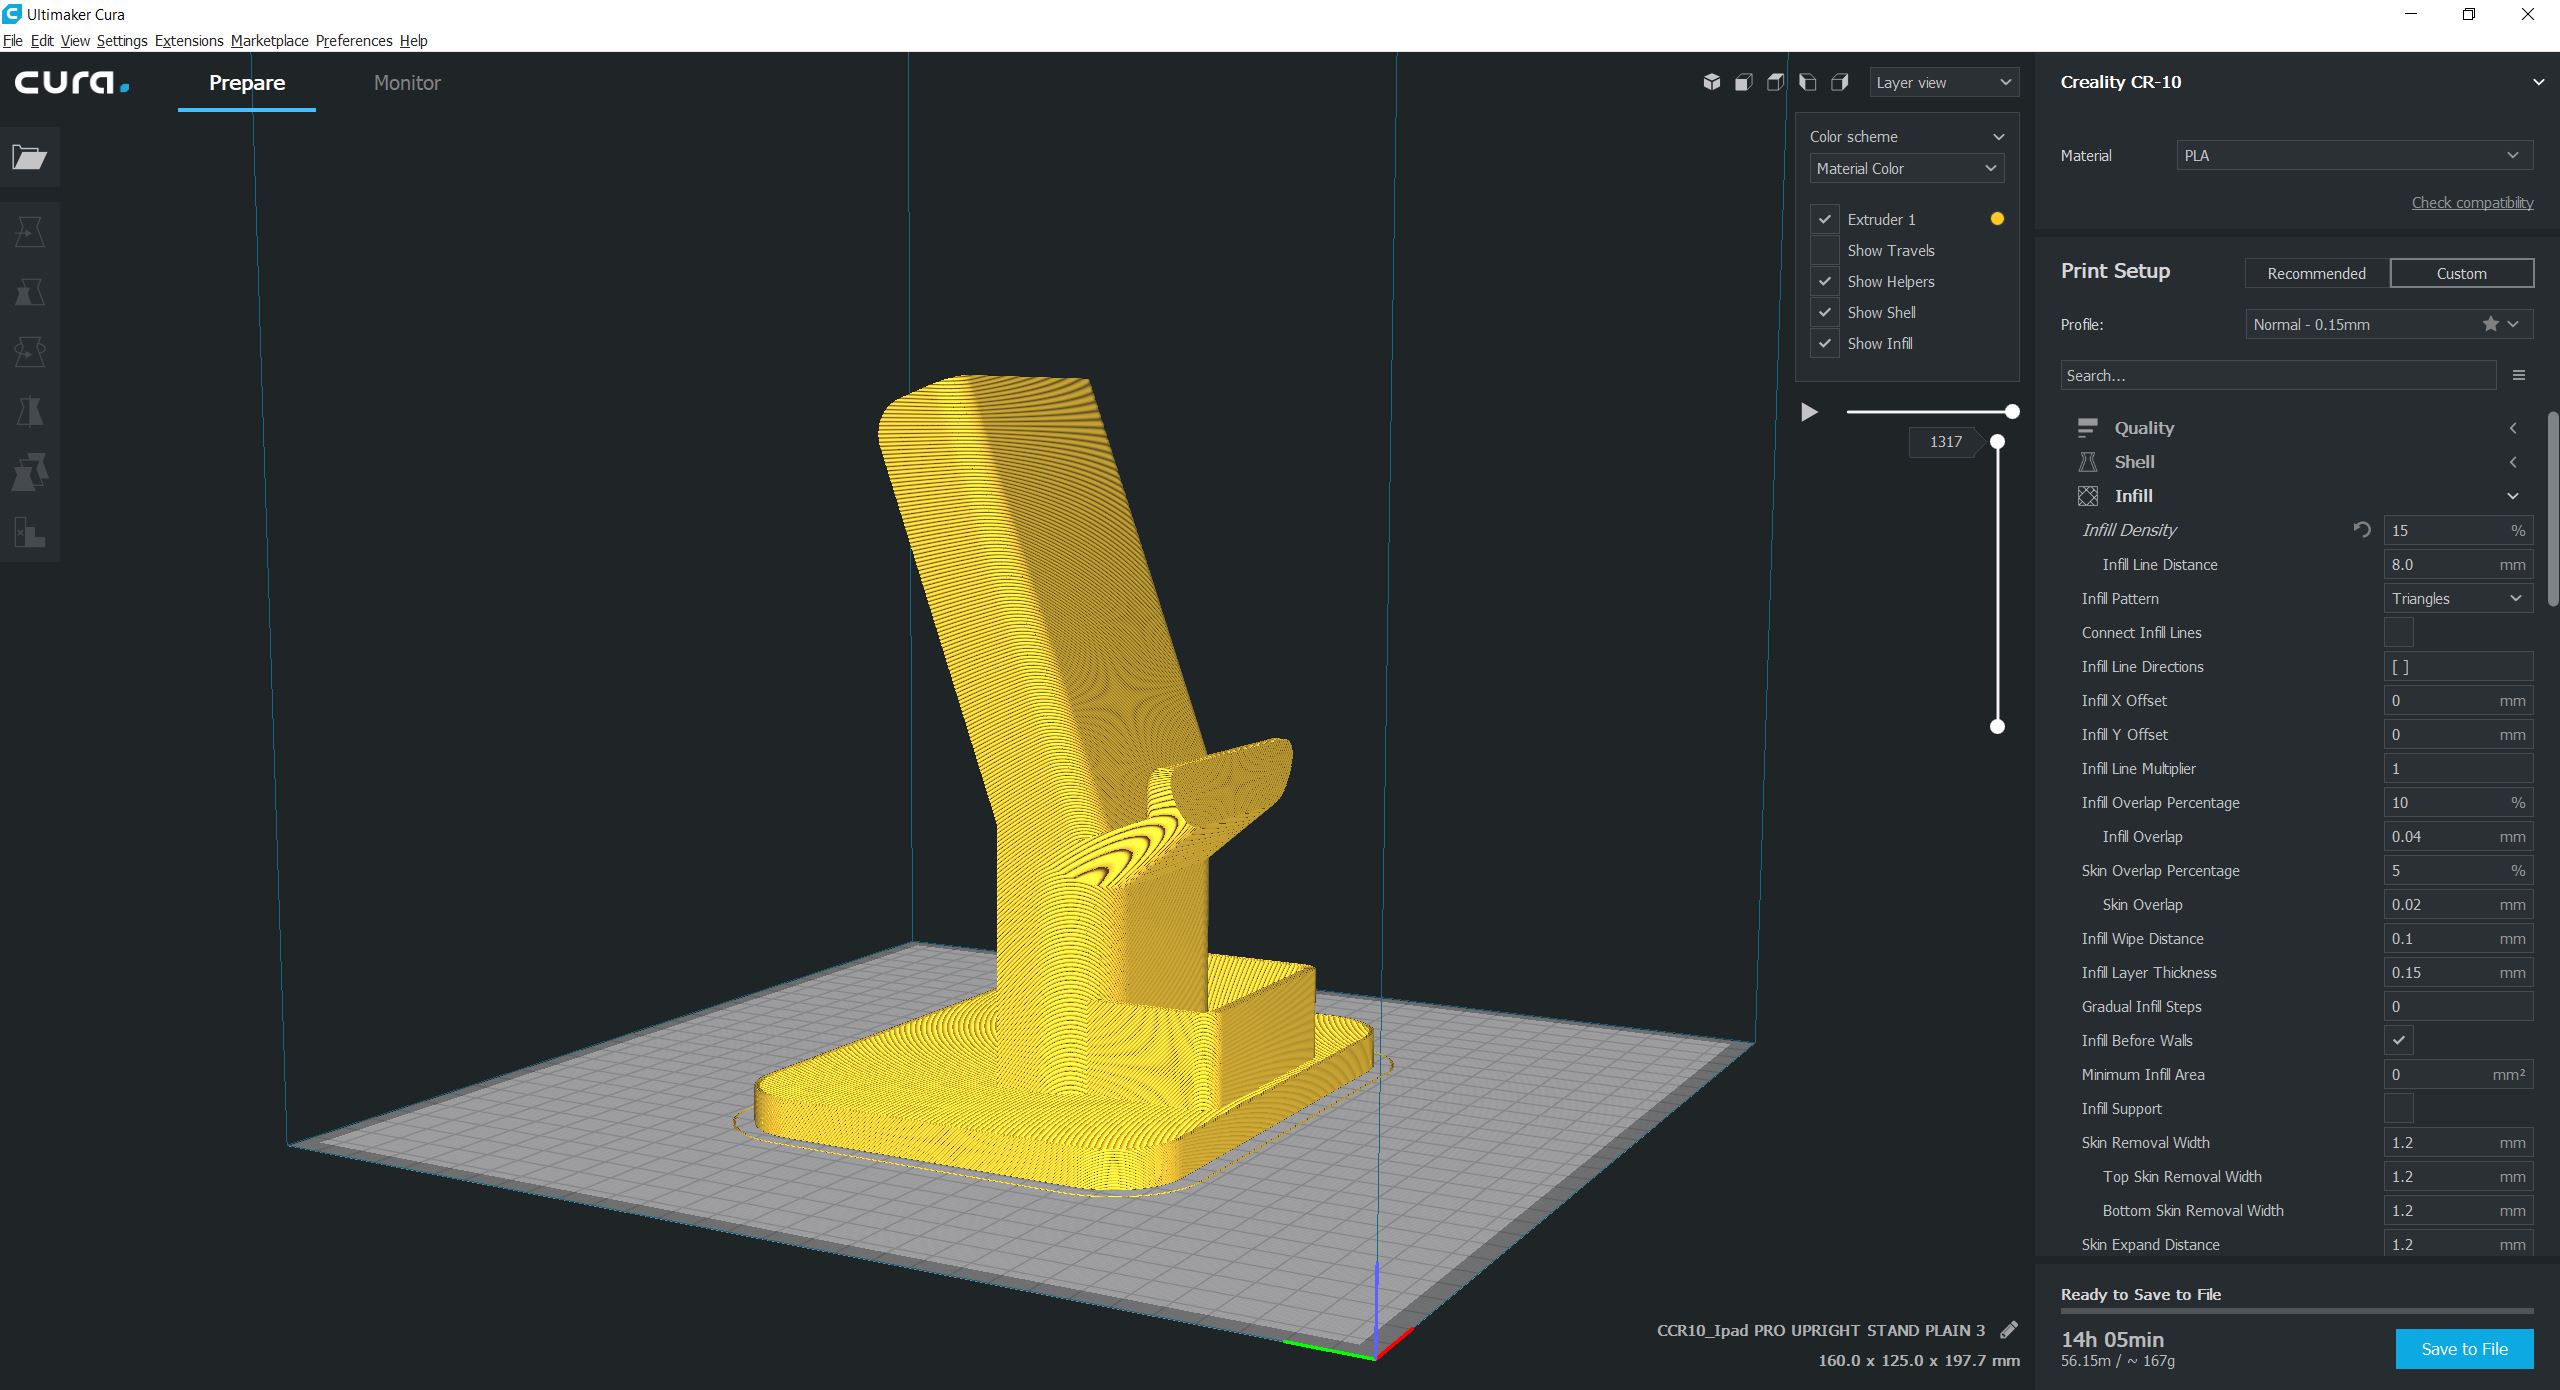 Ultimaker Cura
File Edit View Settings Extensions Marketplace Preferences Help
cura.
Prepare
Monitor
Layer view
Color scheme
Material Color
Extruder 1
Show Travels
Show Helpers
Show Shell
Show Infill
1317
Creality CR-10
Material PLA
Check compatibility
Print Setup Recommended Custom
Profile: Normal - 0.15mm
Search...
Quality
Shell
Infill
Infill Density 15 %
Infill Line Distance 8.0 mm
Infill Pattern Triangles
Connect Infill Lines
Infill Line Directions [ ]
Infill X Offset 0 mm
Infill Y Offset 0 mm
Infill Line Multiplier 1
Infill Overlap Percentage 10 %
Infill Overlap 0.04 mm
Skin Overlap Percentage 5 %
Skin Overlap 0.02 mm
Infill Wipe Distance 0.1 mm
Infill Layer Thickness 0.15 mm
Gradual Infill Steps 0
Infill Before Walls
Minimum Infill Area 0 mm²
Infill Support
Skin Removal Width 1.2 mm
Top Skin Removal Width 1.2 mm
Bottom Skin Removal Width 1.2 mm
Skin Expand Distance 1.2 mm
CCR10_Ipad PRO UPRIGHT STAND PLAIN 3
160.0 x 125.0 x 197.7 mm
Ready to Save to File
14h 05min
56.15m / ~ 167g
Save to File